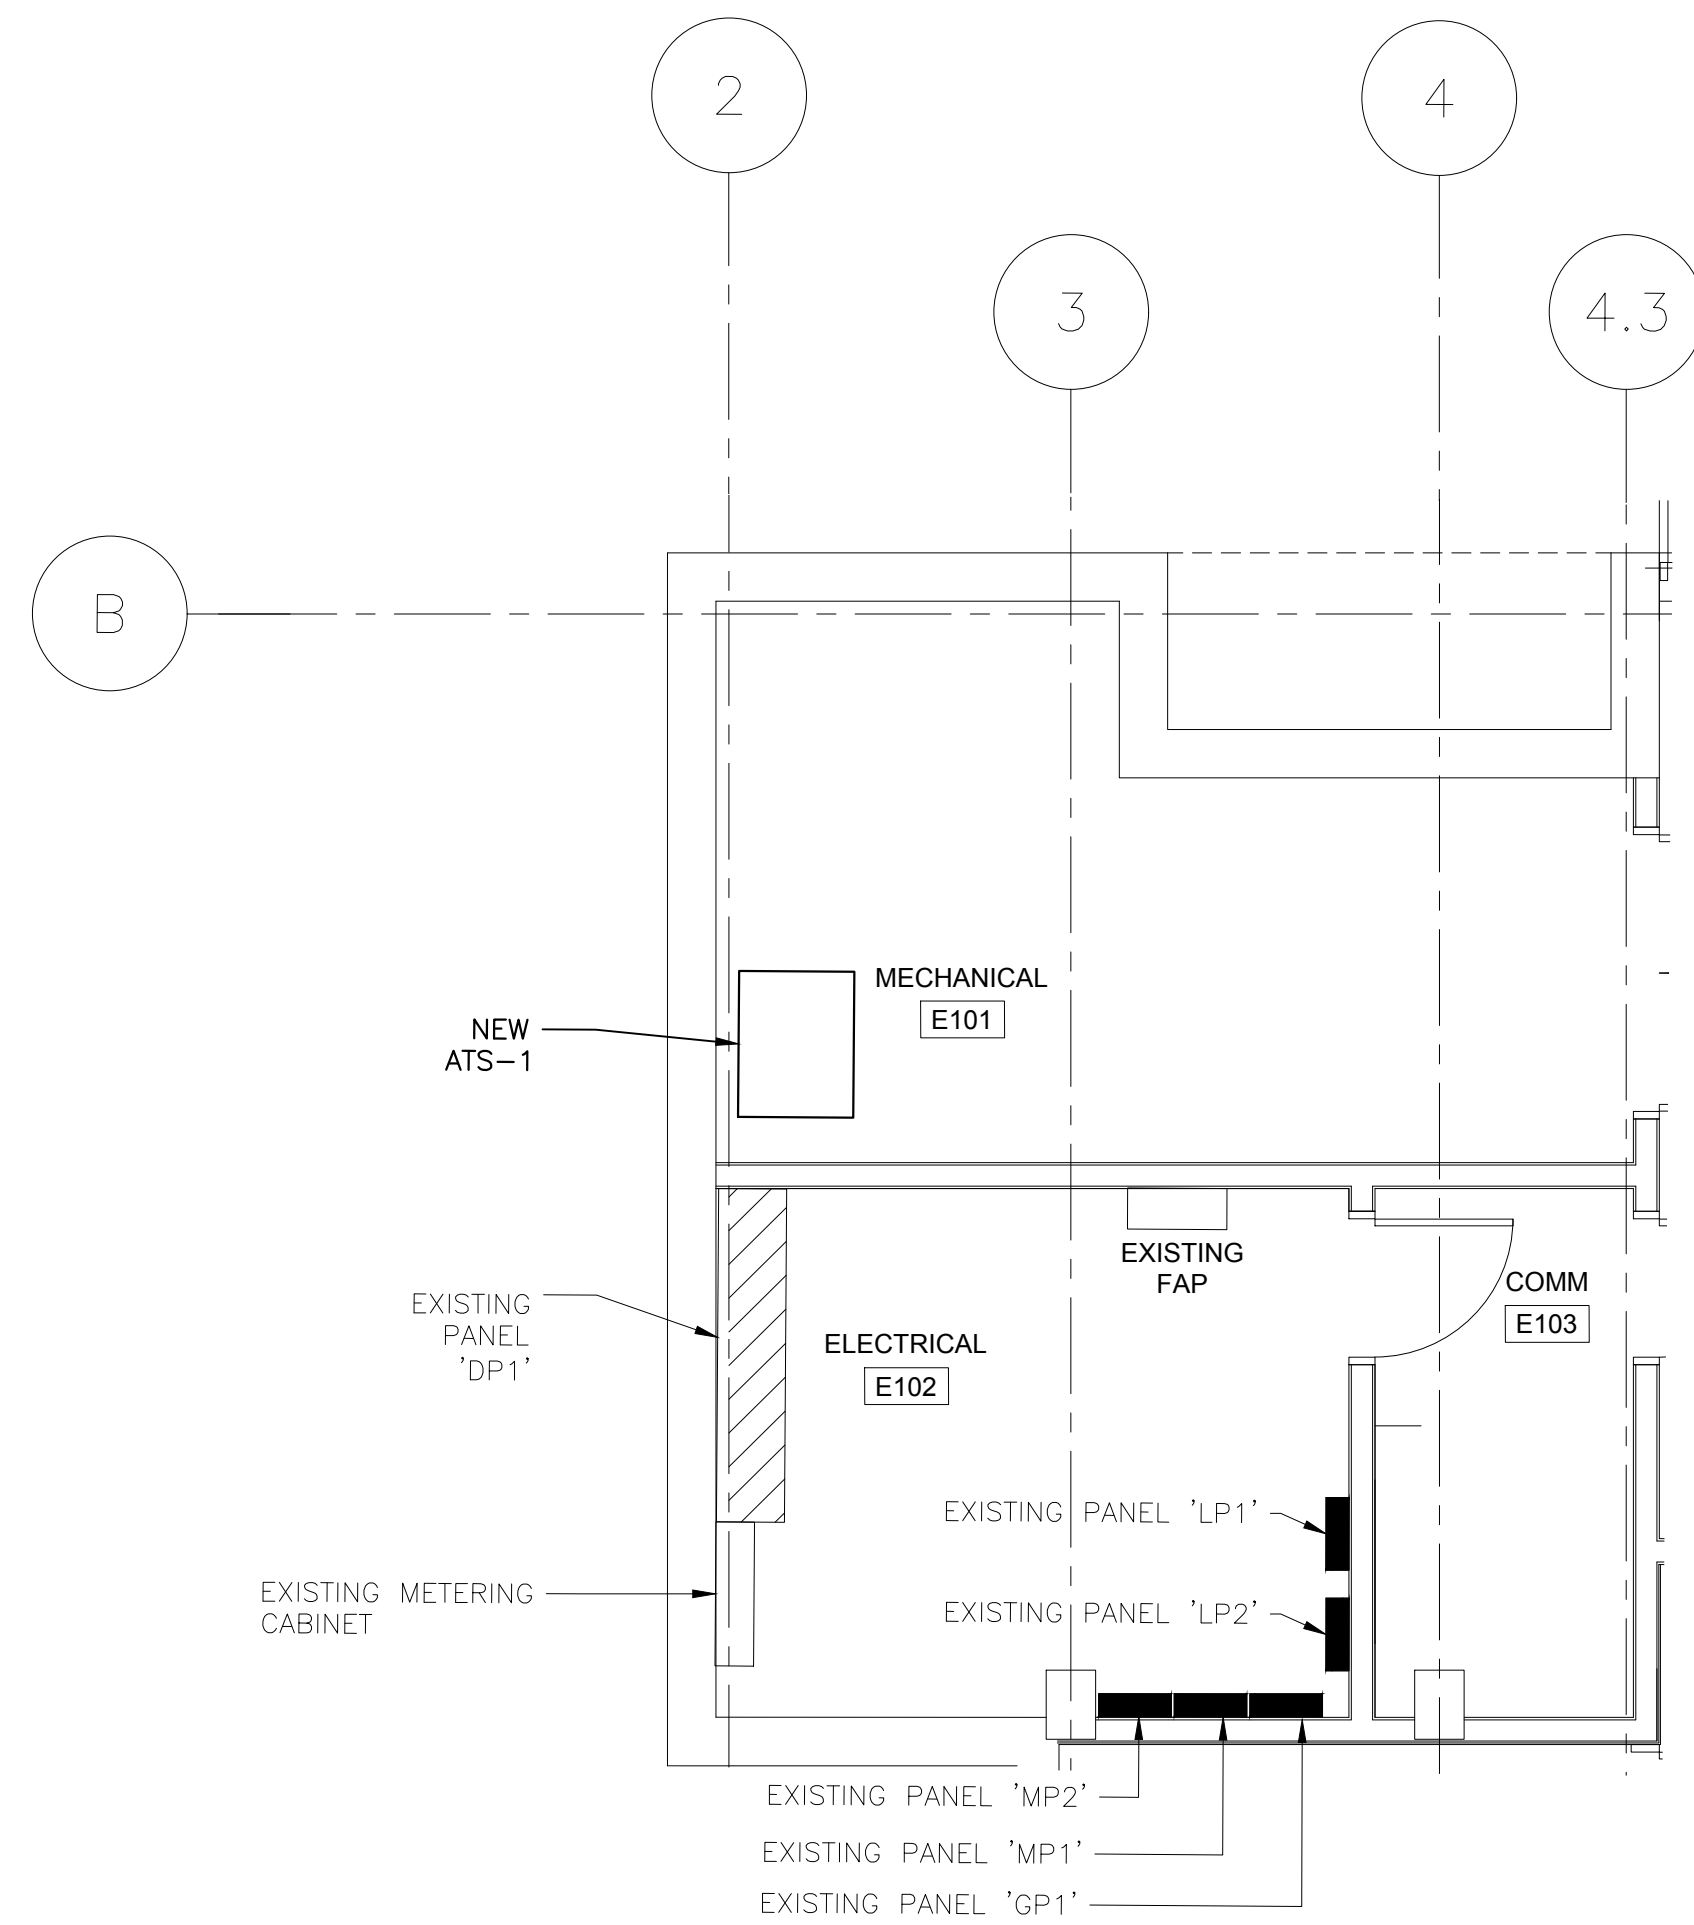 2
4
3
4.3
B
MECHANICAL
E101
NEW
ATS-1
EXISTING
FAP
COMM
E103
EXISTING
PANEL
'DP1'
ELECTRICAL
E102
EXISTING PANEL 'LP1'
EXISTING METERING
CABINET
EXISTING PANEL 'LP2'
EXISTING PANEL 'MP2'
EXISTING PANEL 'MP1'
EXISTING PANEL 'GP1'